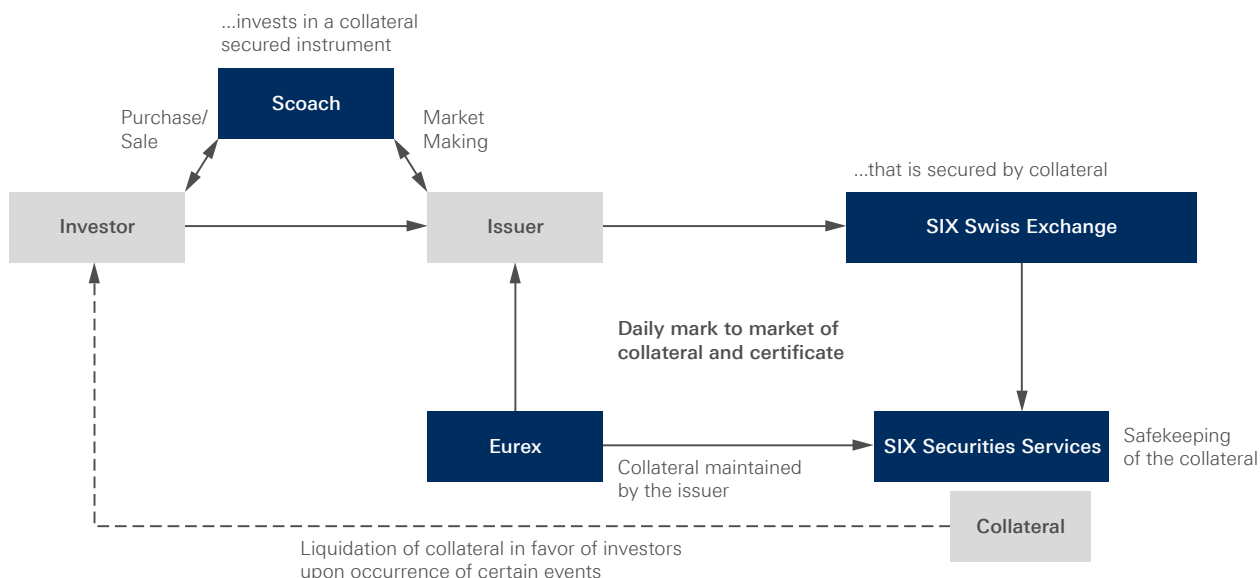 ...invests in a collateral
secured instrument
Scoach
Purchase/
Sale
Market
Making
...that is secured by collateral
Investor
Issuer
SIX Swiss Exchange
Daily mark to market of
collateral and certificate
Eurex
SIX Securities Services
Safekeeping
of the collateral
Collateral maintained
by the issuer
Collateral
Liquidation of collateral in favor of investors
upon occurrence of certain events